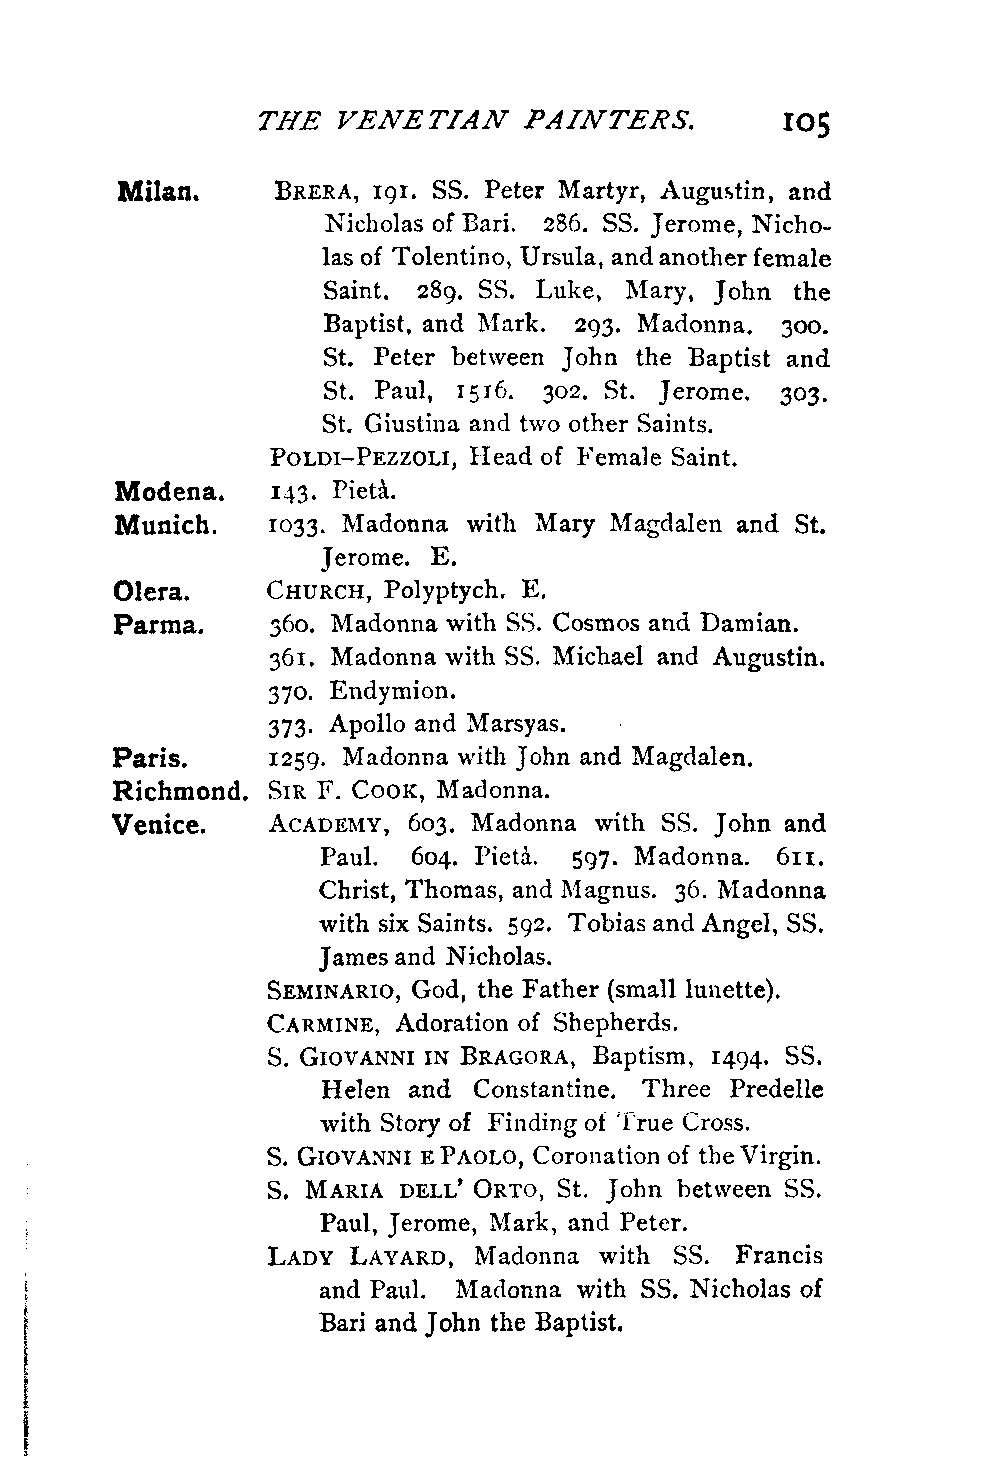 THE VENETIAN PAINTERS. 105
Milan. BRERA, 191. SS. Peter Martyr, Augustin, and
Nicholas of Bari. 286. SS. Jerome, Nicho-
las of Tolentino, Ursula, and another female
Saint. 289. SS. Luke, Mary, John the
Baptist, and Mark. 293. Madonna. 300.
St. Peter between John the Baptist and
St. Paul, 1516. 302. St. Jerome. 303.
St. Giustina and two other Saints.
POLDI-PEZZOLI, Head of Female Saint.
Modena. 143. Pietà.
Munich. 1033. Madonna with Mary Magdalen and St.
Jerome. E.
Olera. CHURCH, Polyptych. E.
Parma. 360. Madonna with SS. Cosmos and Damian.
361. Madonna with SS. Michael and Augustin.
370. Endymion.
373. Apollo and Marsyas.
Paris. 1259. Madonna with John and Magdalen.
Richmond. SIR F. COOK, Madonna.
Venice. ACADEMY, 603. Madonna with SS. John and
Paul. 604. Pietà. 597. Madonna. 611.
Christ, Thomas, and Magnus. 36. Madonna
with six Saints. 592. Tobias and Angel, SS.
James and Nicholas.
SEMINARIO, God, the Father (small lunette).
CARMINE, Adoration of Shepherds.
S. GIOVANNI IN BRAGORA, Baptism, 1494. SS.
Helen and Constantine. Three Predelle
with Story of Finding of True Cross.
S. GIOVANNI E PAOLO, Coronation of the Virgin.
S. MARIA DELL' ORTO, St. John between SS.
Paul, Jerome, Mark, and Peter.
LADY LAYARD, Madonna with SS. Francis
and Paul. Madonna with SS. Nicholas of
Bari and John the Baptist.